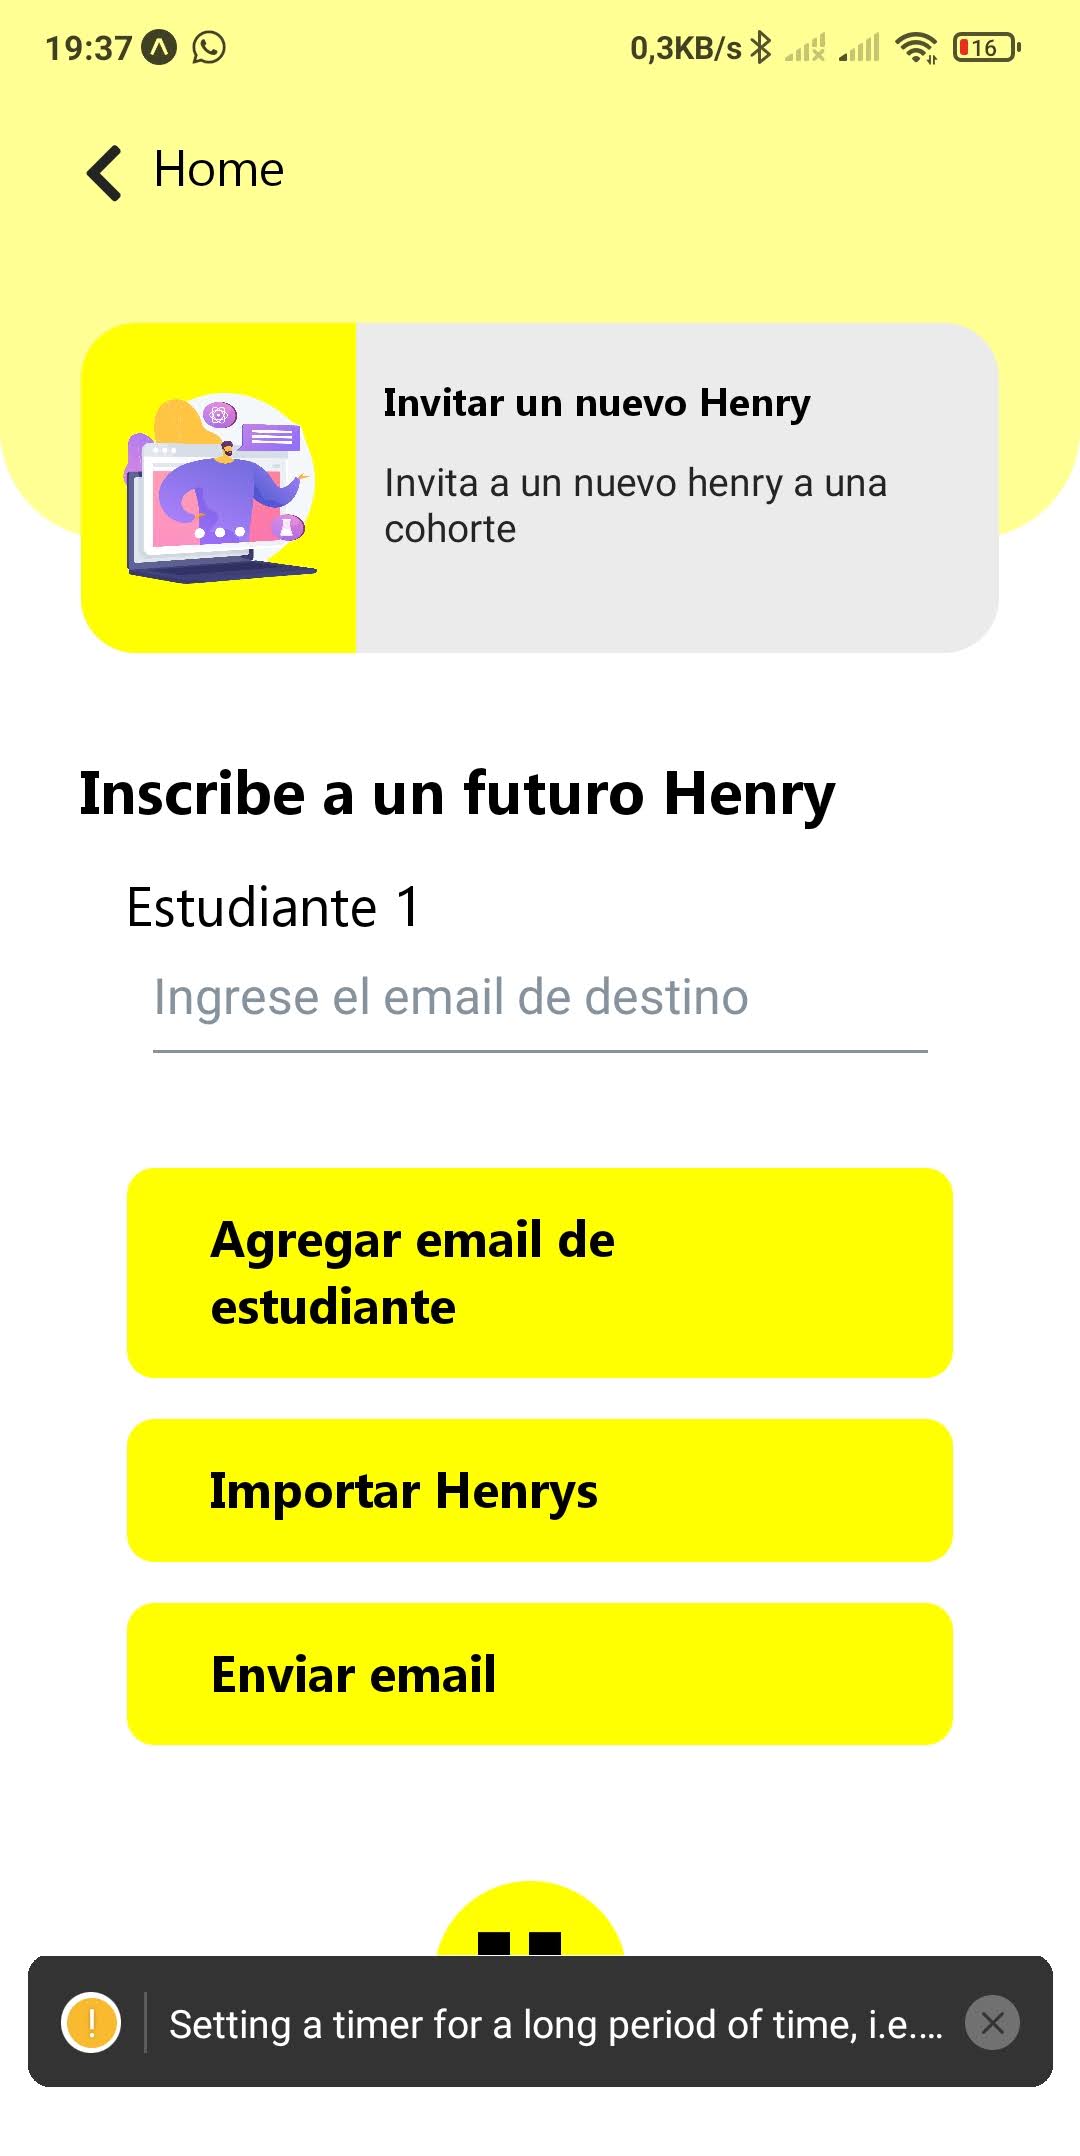 19:37
0,3KB/s
16
Home
Invitar un nuevo Henry
Invita a un nuevo henry a una
cohorte
Inscribe a un futuro Henry
Estudiante 1
Ingrese el email de destino
Agregar email de
estudiante
Importar Henrys
Enviar email
! Setting a timer for a long period of time, i.e....